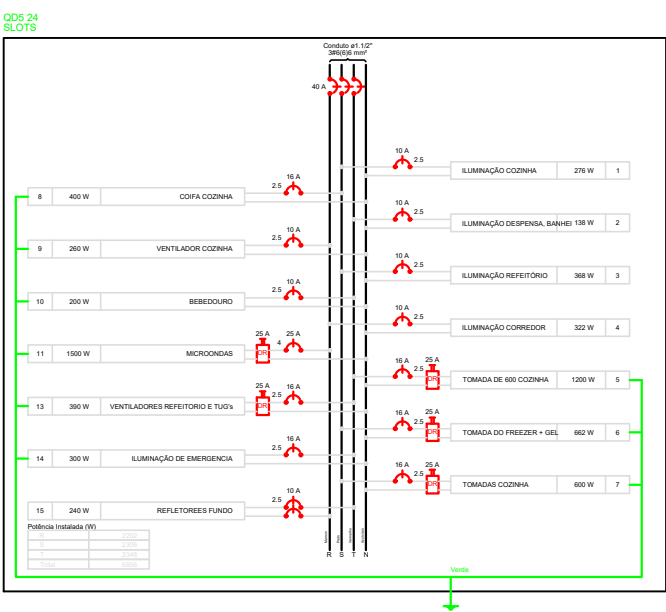 QD5 24
SLOTS
Conduto ø1.1/2"
3#6(6)6 mm²
40 A
10 A
2.5
ILUMINAÇÃO COZINHA 276 W 1
16 A
2.5
8 400 W COIFA COZINHA
10 A
2.5
ILUMINAÇÃO DESPENSA, BANHEI 138 W 2
10 A
2.5
9 260 W VENTILADOR COZINHA
10 A
2.5
ILUMINAÇÃO REFEITÓRIO 368 W 3
10 A
2.5
10 200 W BEBEDOURO
10 A
2.5
ILUMINAÇÃO CORREDOR 322 W 4
25 A 25 A
4
11 1500 W MICROONDAS DR
16 A 25 A
2.5
DR TOMADA DE 600 COZINHA 1200 W 5
25 A 16 A
2.5
13 390 W VENTILADORES REFEITORIO E TUG's DR
16 A 25 A
2.5
DR TOMADA DO FREEZER + GEL 662 W 6
16 A
2.5
14 300 W ILUMINAÇÃO DE EMERGENCIA
16 A 25 A
2.5
DR TOMADAS COZINHA 600 W 7
10 A
2.5
15 240 W REFLETOREES FUNDO
Potência Instalada (W)
R 2202
S 2306
T 2348
Total 6856
R S T N
Verde